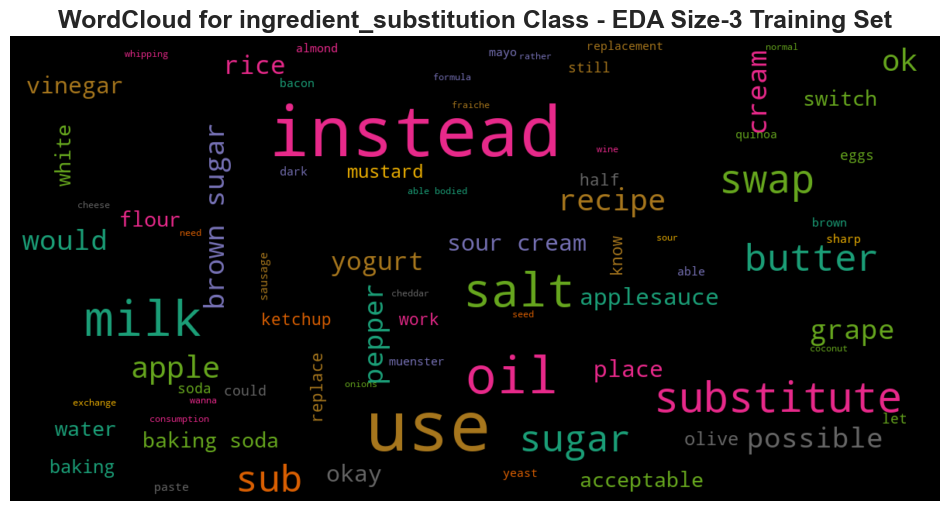 WordCloud for ingredient_substitution Class - EDA Size-3 Training Set
whipping
almond
mayo
rather
replacement
normal
rice
cream
ok
vinegar
bacon
formula
still
switch
instead
fraiche
quinoa
white
brown sugar
wine
eggs
dark
mustard
half
swap
able bodied
recipe
cheese
flour
need
would
brown
sour cream
know
sour
sharp
butter
yogurt
sausage
able
milk
pepper
cheddar
salt
applesauce
ketchup
work
seed
grape
coconut
apple
muenster
oil
place
soda
could
replace
onions
substitute
exchange
wanna
consumption
let
water
baking soda
use
sugar
olive
possible
baking
sub
okay
yeast
acceptable
paste